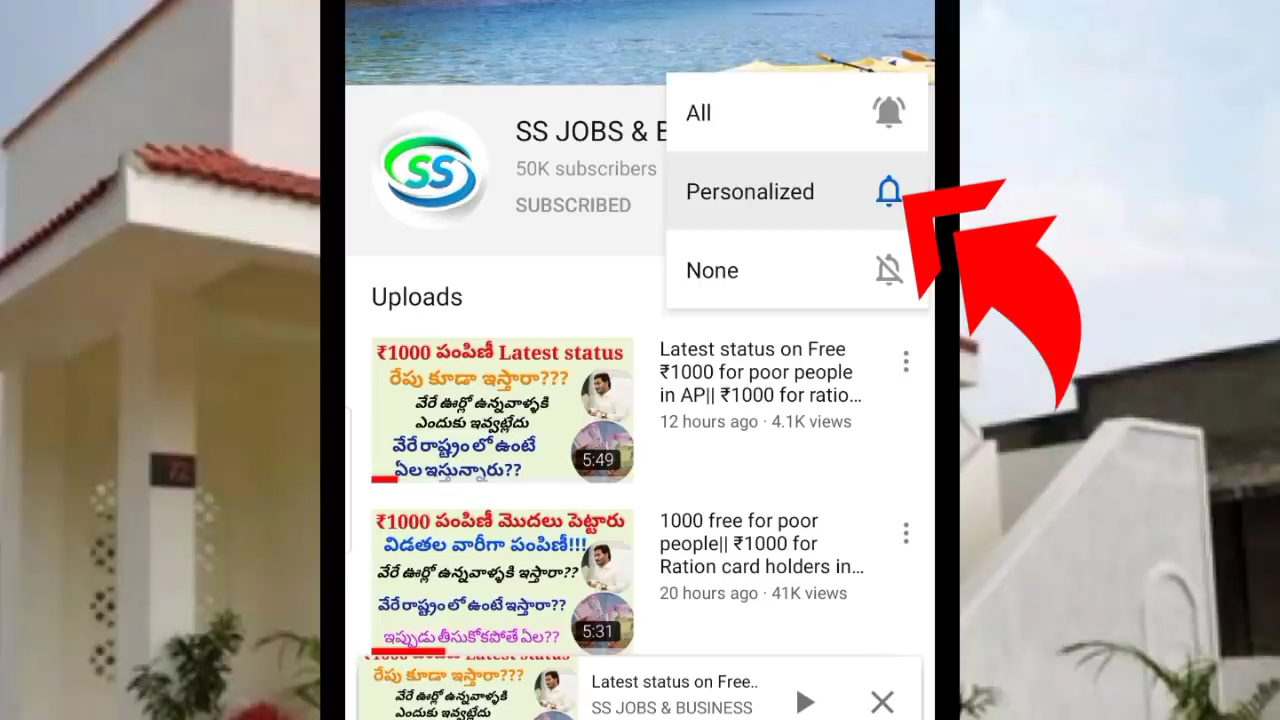 SS JOBS & B
50K subscribers
SUBSCRIBED
SS
All
Personalized
None
Uploads
₹1000 పంపిణీ Latest status
రేపు కూడా ఇస్తారా???
వేరే ఊర్లో ఉన్నవాళ్ళకి
ఎందుకు ఇవ్వట్లేదు
వేరే రాష్ట్రం లో ఉంటే
ఏల ఇస్తున్నారు??
5:49
Latest status on Free
₹1000 for poor people
in AP|| ₹1000 for ratio...
12 hours ago · 4.1K views
₹1000 పంపిణీ మొదలు పెట్టారు
విడతల వారీగా పంపిణీ!!!
వేరే ఊర్లో ఉన్నవాళ్ళకి ఇస్తారా??
వేరే రాష్ట్రం లో ఉంటే ఇస్తారా??
ఇప్పుడు తీసుకోకపోతే ఏల??
5:31
1000 free for poor
people|| ₹1000 for
Ration card holders in...
20 hours ago · 41K views
Latest status
రేపు కూడా ఇస్తారా???
వేరే ఊర్లో ఉన్నవాళ్ళకి
ఎందుకు ఇవ్వట్లేదు
Latest status on Free..
SS JOBS & BUSINESS